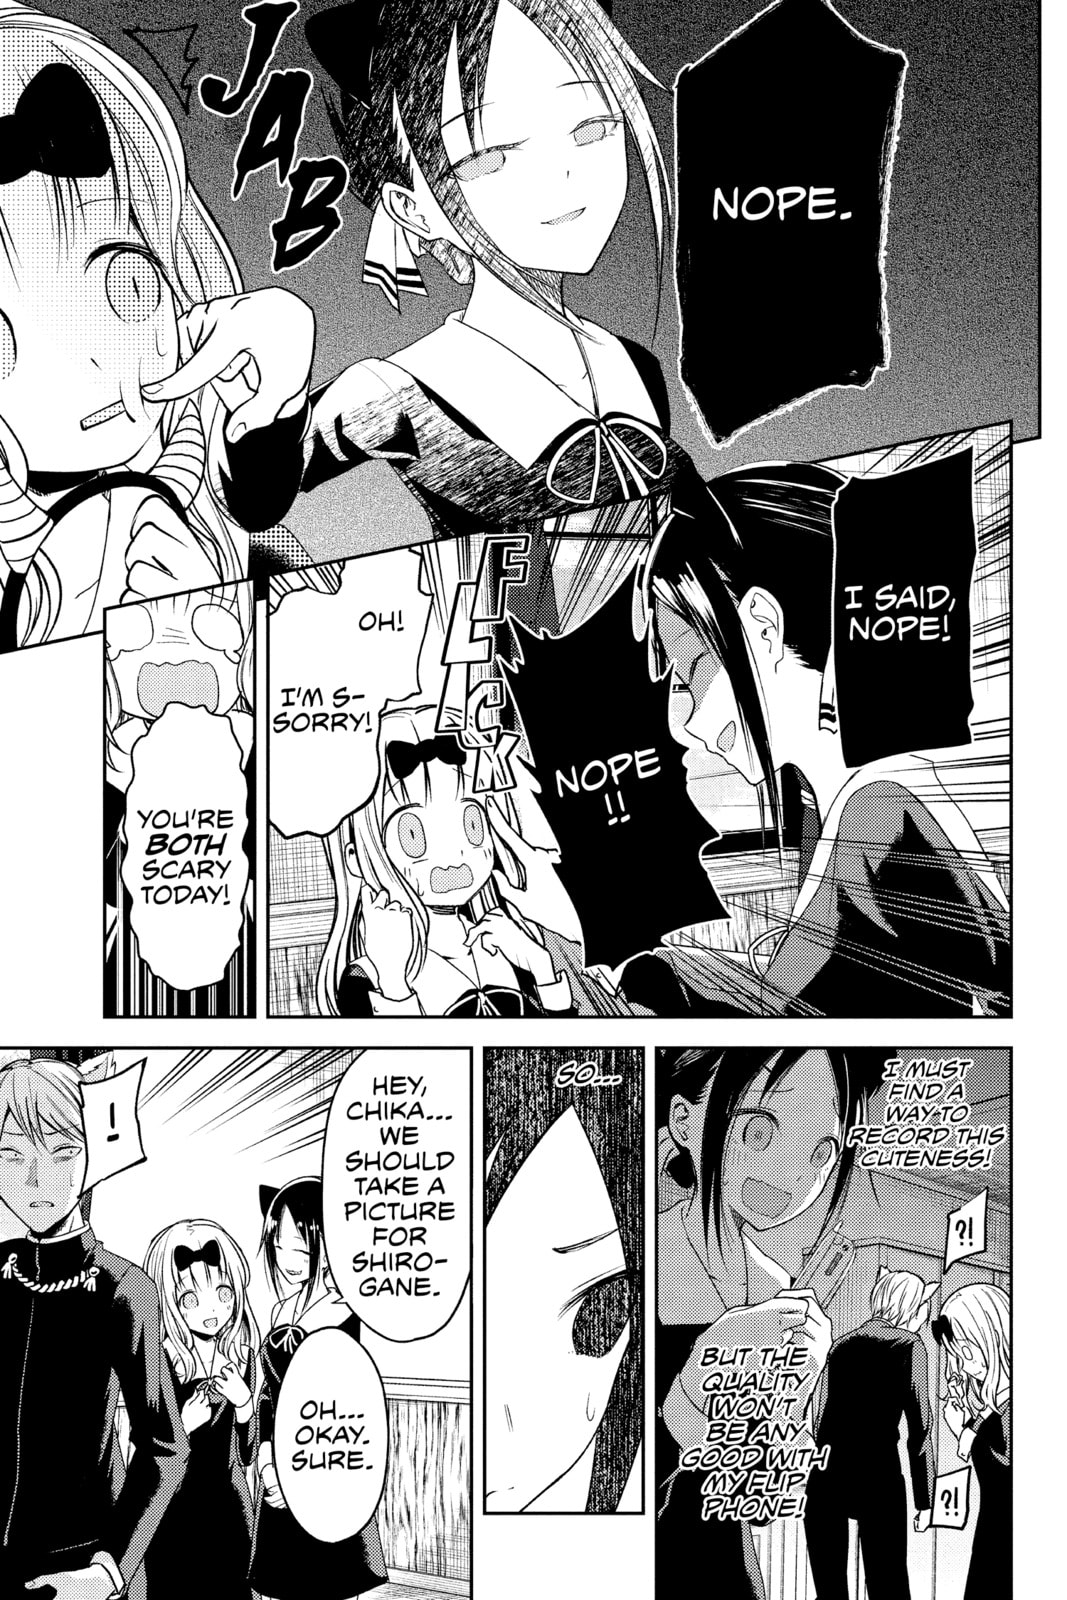 NOPE.
JAB
I SAID,
NOPE!
NOPE
!!
FLICK
OH!
I'M S-
SORRY!
YOU'RE
BOTH
SCARY
TODAY!
I MUST
FIND A
WAY TO
RECORD THIS
CUTENESS!
?!
BUT THE
QUALITY
WON'T
BE ANY
GOOD WITH
MY FLIP
PHONE!
?!
SO...
HEY,
CHIKA...
WE
SHOULD
TAKE A
PICTURE
FOR
SHIRO-
GANE.
OH...
OKAY.
SURE.
!